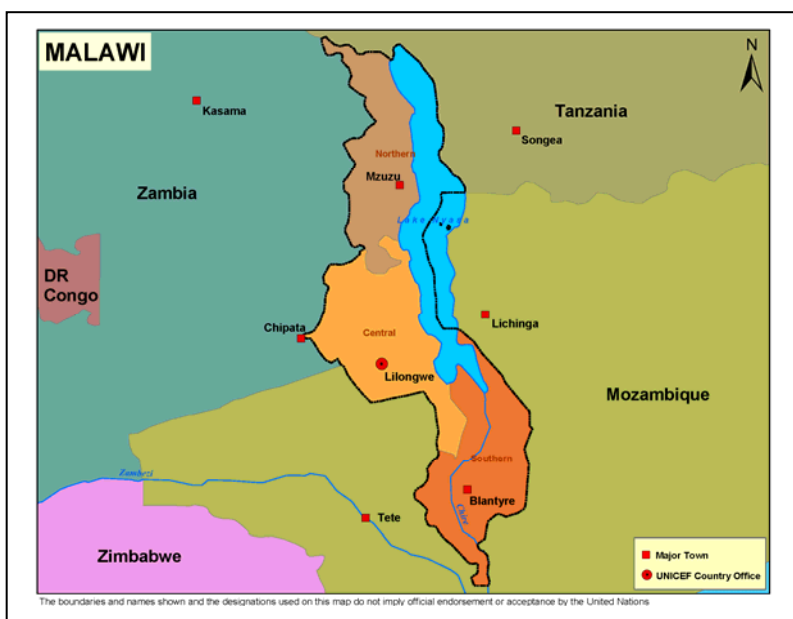 MALAWI
N
Kasama
Tanzania
Songea
Northern
Mzuzu
Zambia
Lake Nyasa
DR
Congo
Lichinga
Chipata
Central
Lilongwe
Mozambique
Zambezi
Southern
Blantyre
Chire
Tete
Zimbabwe
Major Town
UNICEF Country Office
The boundaries and names shown and the designations used on this map do not imply official endorsement or acceptance by the United Nations